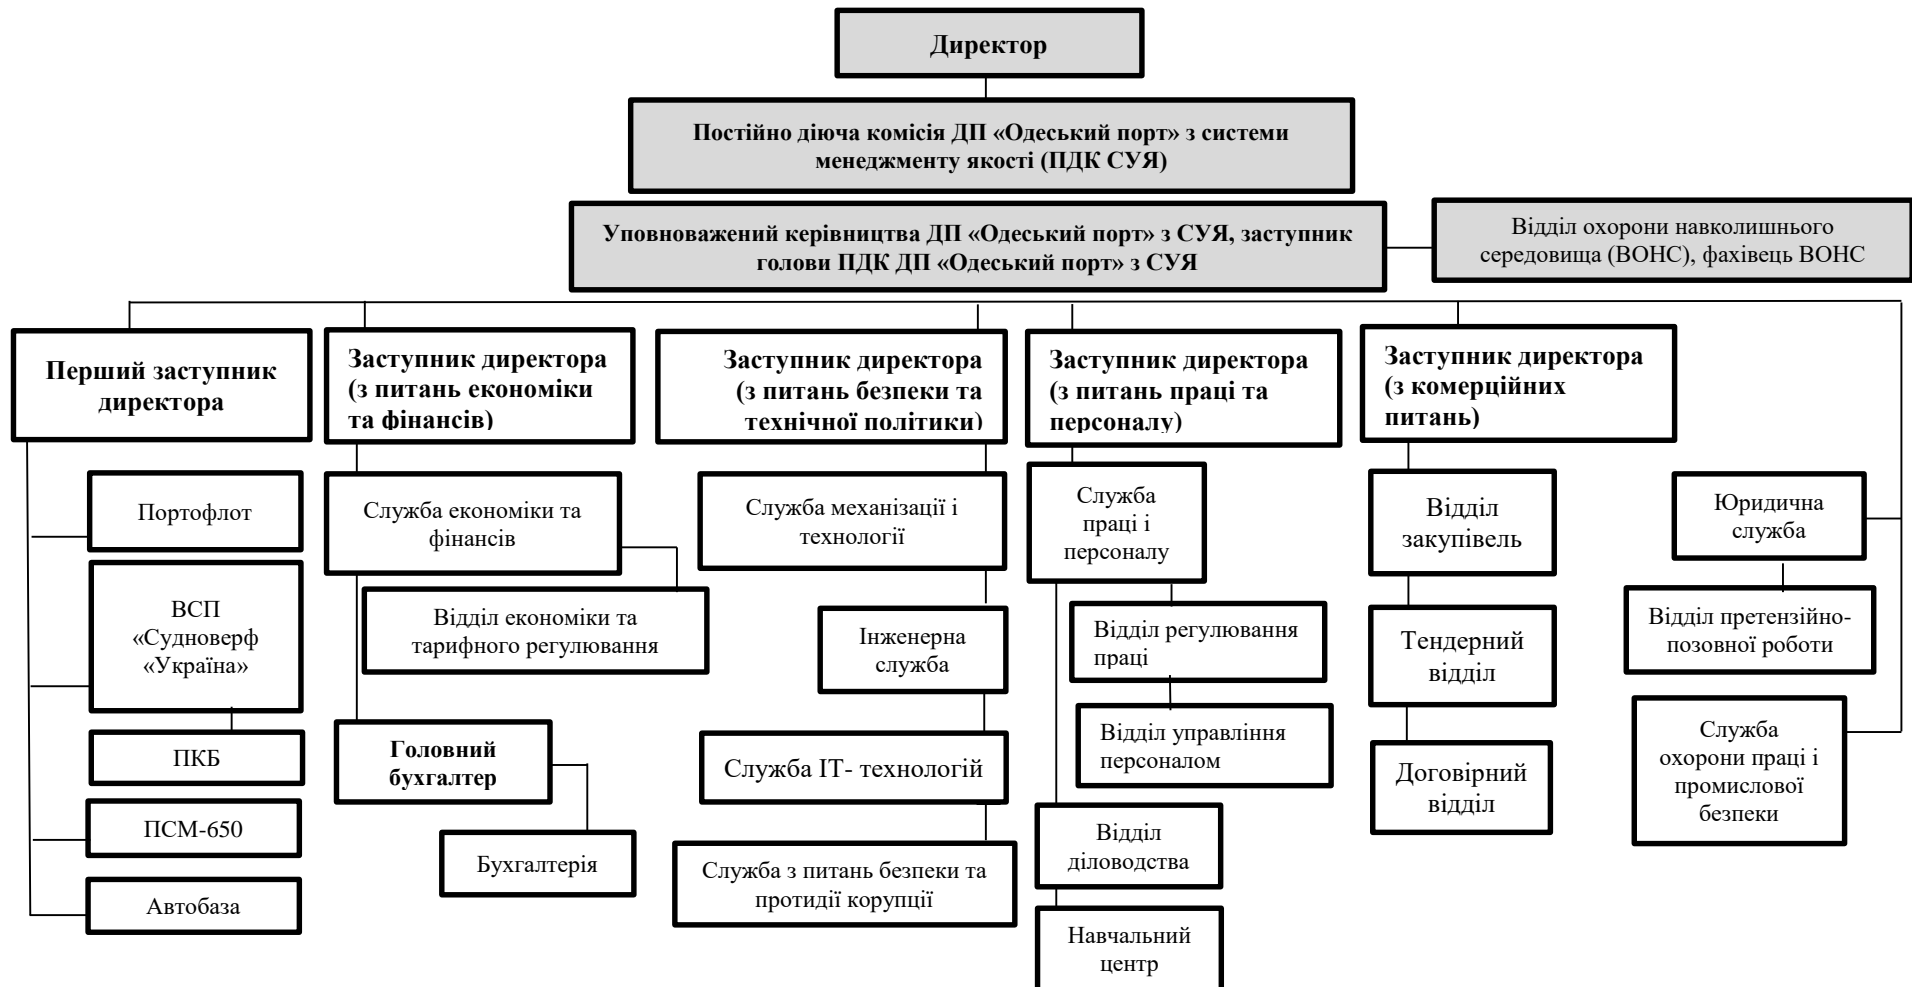 Директор
Постійно діюча комісія ДП «Одеський порт» з системи
менеджменту якості (ПДК СУЯ)
Уповноважений керівництва ДП «Одеський порт» з СУЯ, заступник
голови ПДК ДП «Одеський порт» з СУЯ
Відділ охорони навколишнього
середовища (ВОНС), фахівець ВОНС
Перший заступник
директора
Заступник директора
(з питань економіки
та фінансів)
Заступник директора
(з питань безпеки та
технічної політики)
Заступник директора
(з питань праці та
персоналу)
Заступник директора
(з комерційних
питань)
Портофлот
ВСП
«Судноверф
«Україна»
ПКБ
ПСМ-650
Автобаза
Служба економіки та
фінансів
Відділ економіки та
тарифного регулювання
Головний
бухгалтер
Бухгалтерія
Служба механізації і
технології
Інженерна
служба
Служба ІТ- технологій
Служба з питань безпеки та
протидії корупції
Служба
праці і
персоналу
Відділ регулювання
праці
Відділ управління
персоналом
Відділ
діловодства
Навчальний
центр
Відділ
закупівель
Тендерний
відділ
Договірний
відділ
Юридична
служба
Відділ претензійно-
позовної роботи
Служба
охорони праці і
промислової
безпеки